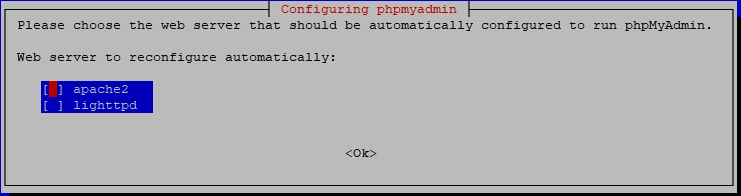 Configuring phpmyadmin
Please choose the web server that should be automatically configured to run phpMyAdmin.
Web server to reconfigure automatically:
[ ] apache2
[ ] lighttpd
<Ok>